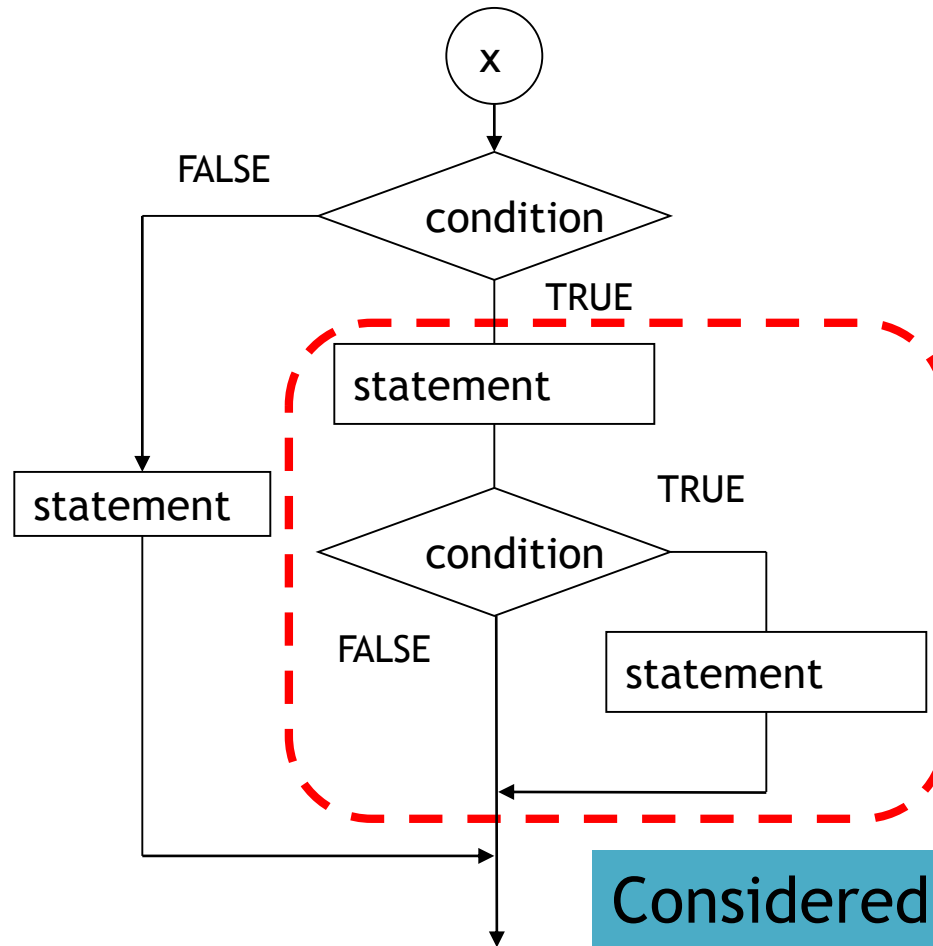 x
FALSE
condition
TRUE
statement
statement
TRUE
condition
FALSE
statement
Considered